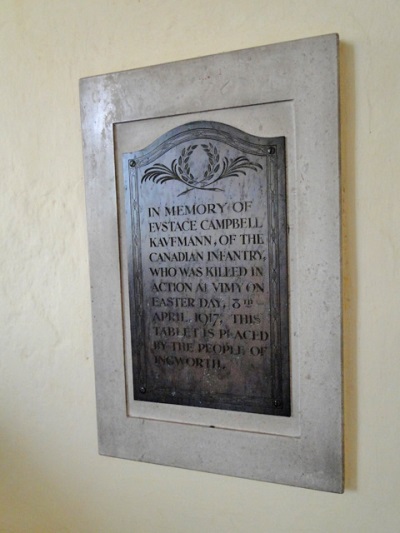 IN MEMORY OF
EVSTACE CAMPBELL
KAVFMANN, OF THE
CANADIAN INFANTRY,
WHO WAS KILLED IN
ACTION AT VIMY ON
EASTER DAY, 8TH
APRIL, 1917. THIS
TABLET IS PLACED
BY THE PEOPLE OF
INGWORTH.